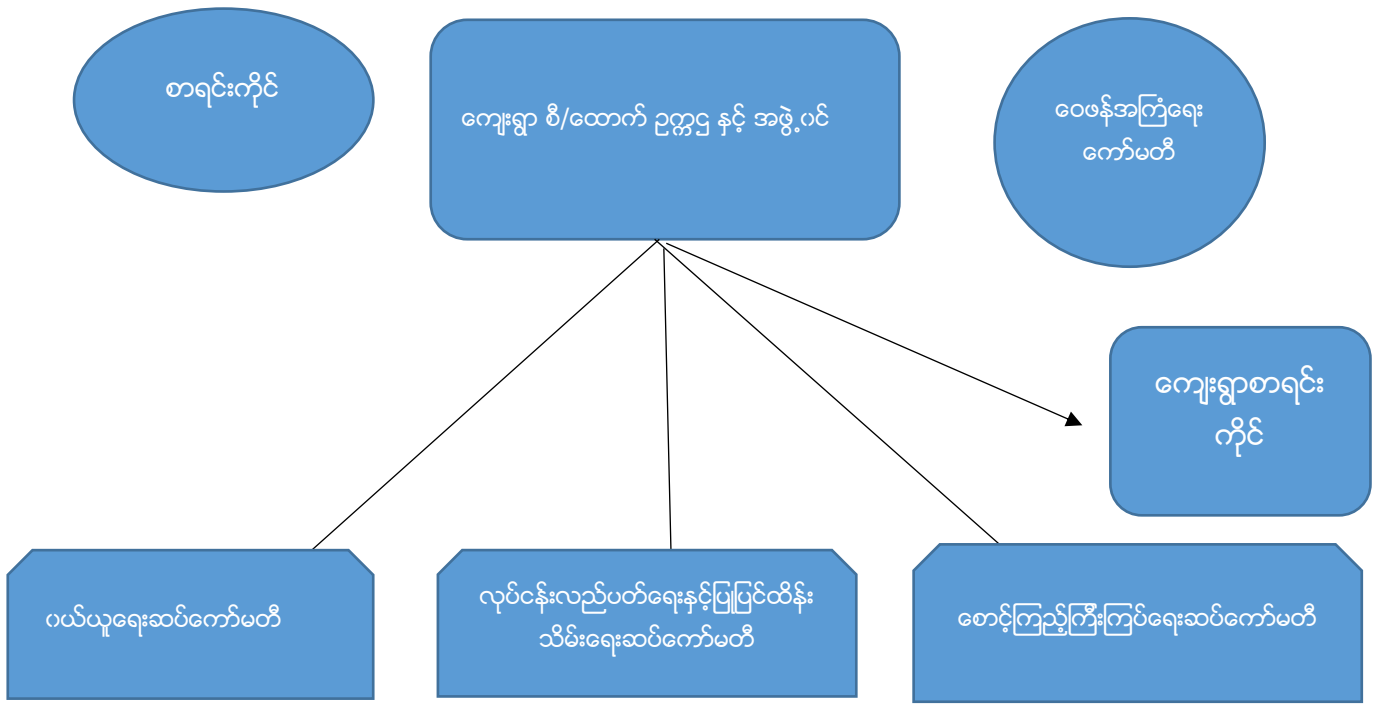 စာရင်းကိုင်
ကျေးရွာ စီ/ထောက် ဥက္ကဌ နှင့် အဖွဲ့ဝင်
ဝေဖန်အကြံရေး
ကော်မတီ
ကျေးရွာစာရင်း
ကိုင်
ဝယ်ယူရေးဆပ်ကော်မတီ
လုပ်ငန်းလည်ပတ်ရေးနှင့်ပြုပြင်ထိန်း
သိမ်းရေးဆပ်ကော်မတီ
စောင့်ကြည့်ကြီးကြပ်ရေးဆပ်ကော်မတီ